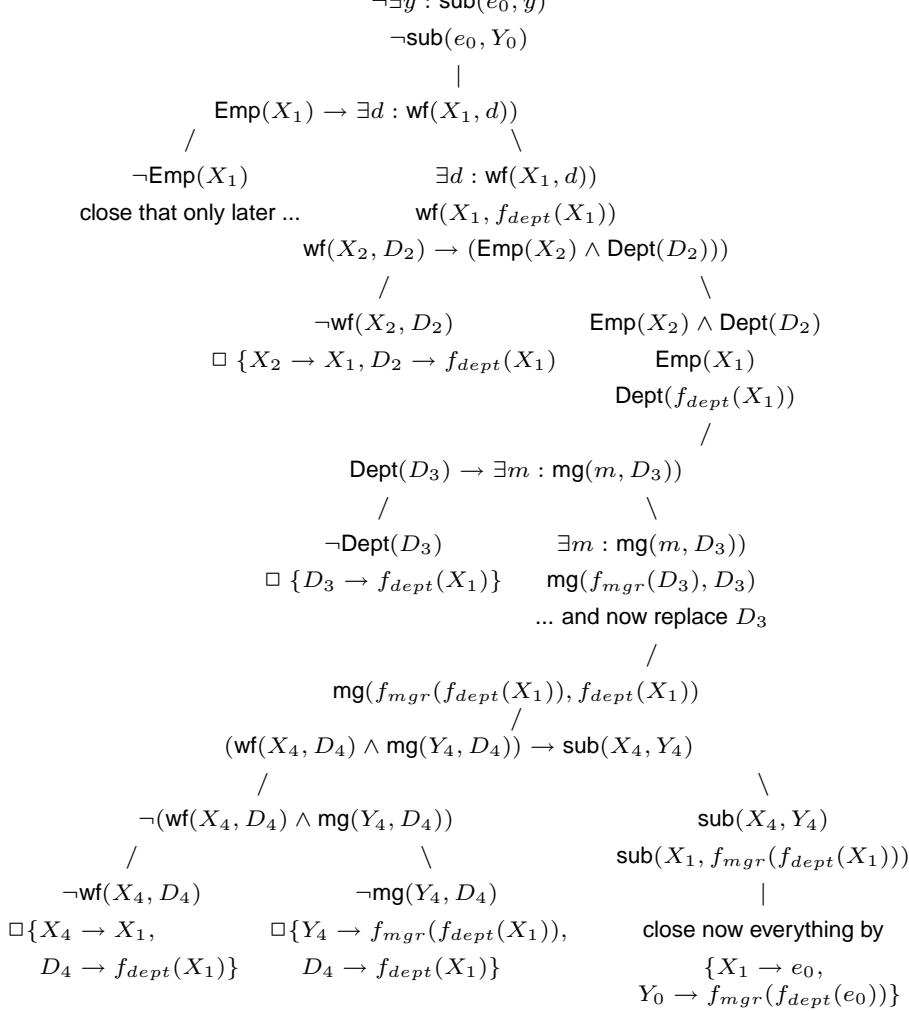 ¬∃y : sub(e₀, y)
¬sub(e₀, Y₀)
|
Emp(X₁) → ∃d : wf(X₁, d))
/ \
¬Emp(X₁) ∃d : wf(X₁, d))
close that only later ... wf(X₁, f_dept(X₁))
wf(X₂, D₂) → (Emp(X₂) ∧ Dept(D₂)))
/ \
¬wf(X₂, D₂) Emp(X₂) ∧ Dept(D₂)
□ {X₂ → X₁, D₂ → f_dept(X₁) Emp(X₁)
Dept(f_dept(X₁))
/
Dept(D₃) → ∃m : mg(m, D₃))
/ \
¬Dept(D₃) ∃m : mg(m, D₃))
□ {D₃ → f_dept(X₁)} mg(f_mgr(D₃), D₃)
... and now replace D₃
/
mg(f_mgr(f_dept(X₁)), f_dept(X₁))
/
(wf(X₄, D₄) ∧ mg(Y₄, D₄)) → sub(X₄, Y₄)
/ \
¬(wf(X₄, D₄) ∧ mg(Y₄, D₄)) sub(X₄, Y₄)
/ \ sub(X₁, f_mgr(f_dept(X₁)))
¬wf(X₄, D₄) ¬mg(Y₄, D₄) |
□{X₄ → X₁, □{Y₄ → f_mgr(f_dept(X₁)), close now everything by
D₄ → f_dept(X₁)} D₄ → f_dept(X₁)} {X₁ → e₀,
Y₀ → f_mgr(f_dept(e₀))}